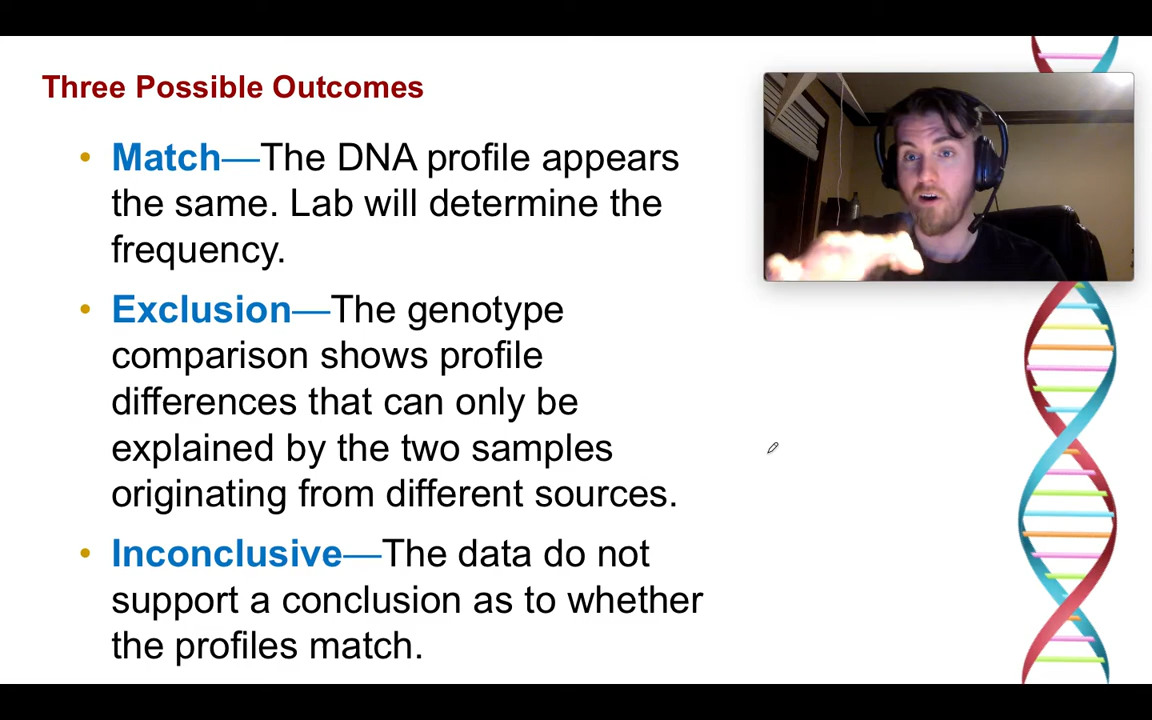 Three Possible Outcomes
• Match—The DNA profile appears
the same. Lab will determine the
frequency.
• Exclusion—The genotype
comparison shows profile
differences that can only be
explained by the two samples
originating from different sources.
• Inconclusive—The data do not
support a conclusion as to whether
the profiles match.